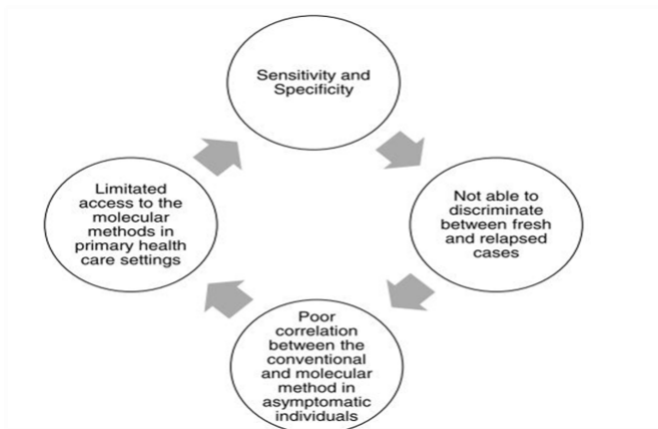 Sensitivity and
Specificity
Not able to
discriminate
between fresh
and relapsed
cases
Poor
correlation
between the
conventional
and molecular
method in
asymptomatic
individuals
Limitated
access to the
molecular
methods in
primary health
care settings